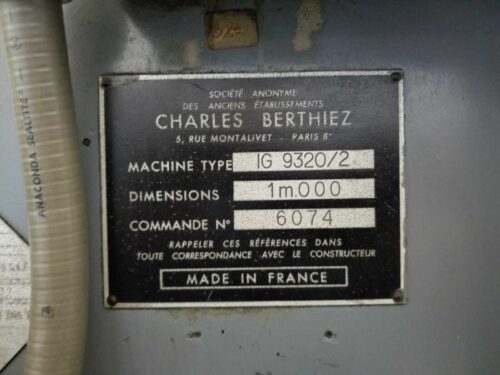 SOCIÉTÉ ANONYME
DES ANCIENS ÉTABLISSEMENTS
CHARLES BERTHIEZ
5, RUE MONTALIVET - PARIS 8ᵉ
MACHINE TYPE IG 9320/2
DIMENSIONS 1m.000
COMMANDE Nº 6074
RAPPELER CES RÉFÉRENCES DANS
TOUTE CORRESPONDANCE AVEC LE CONSTRUCTEUR
MADE IN FRANCE
ANACONDA SEALTITE